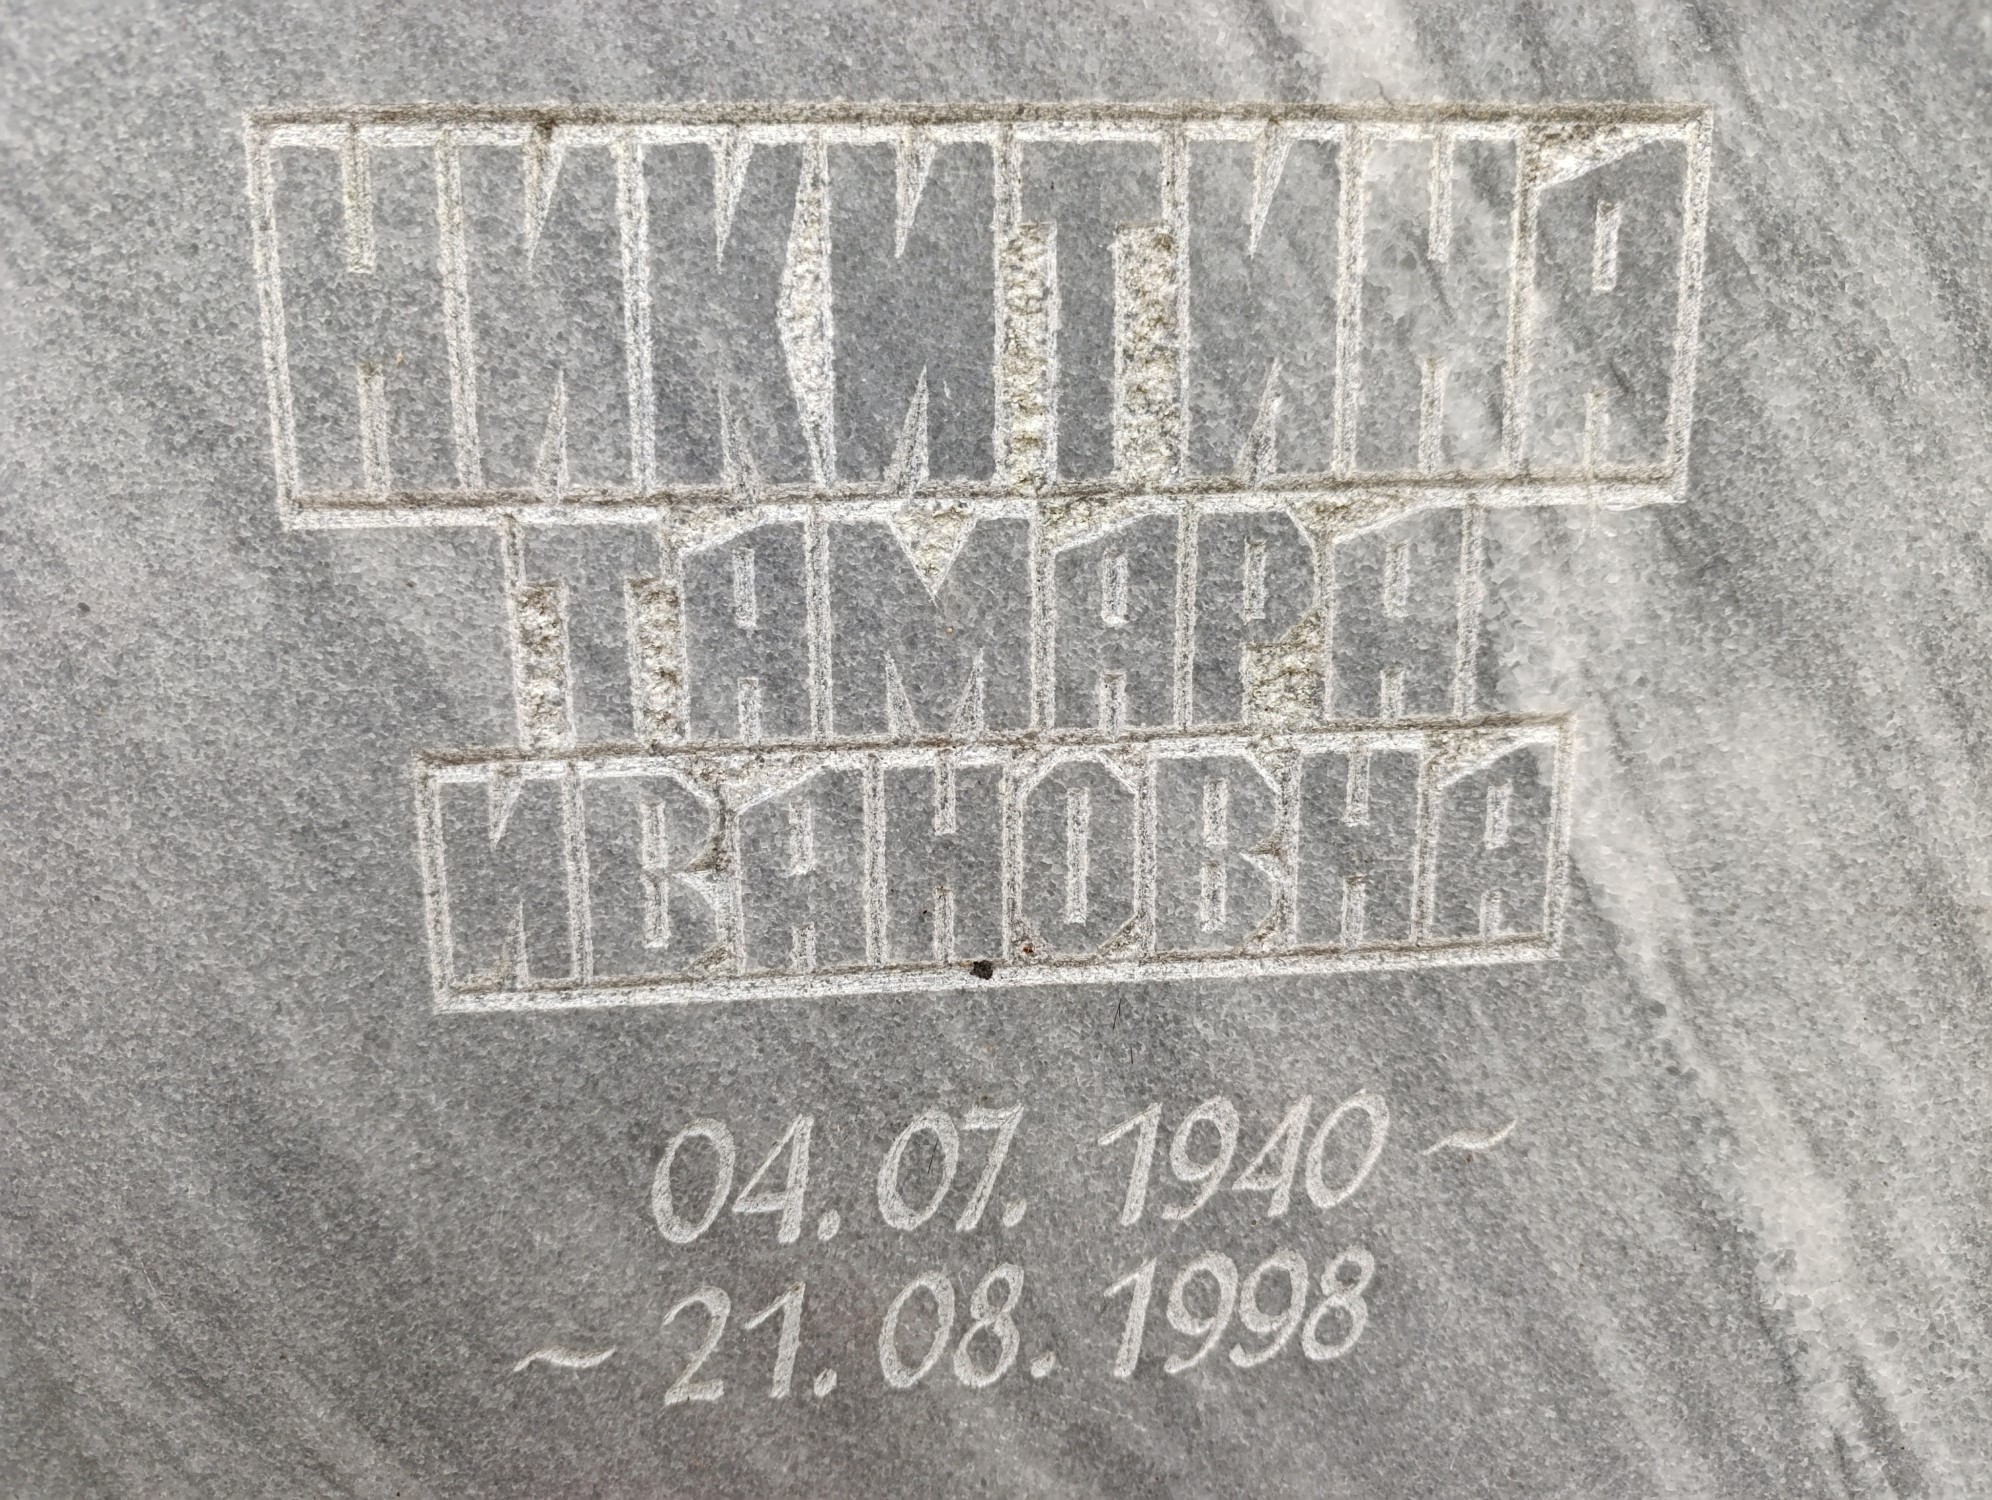 НИКИТИНА
ТАМАРА
ИВАНОВНА
04. 07. 1940 ~
~ 21. 08. 1998